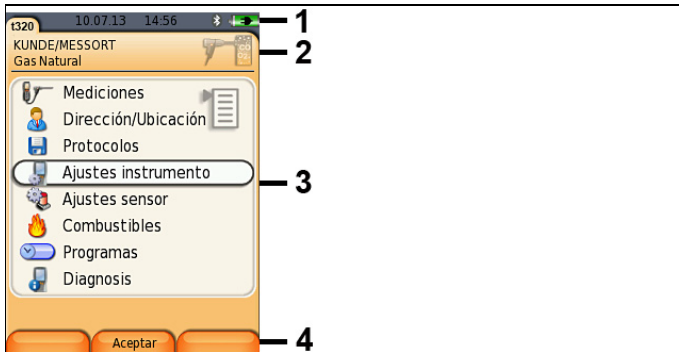 t320 10.07.13 14:56 1
KUNDE/MESSORT 2
Gas Natural
Mediciones
Dirección/Ubicación
Protocolos
Ajustes instrumento 3
Ajustes sensor
Combustibles
Programas
Diagnosis
Aceptar 4